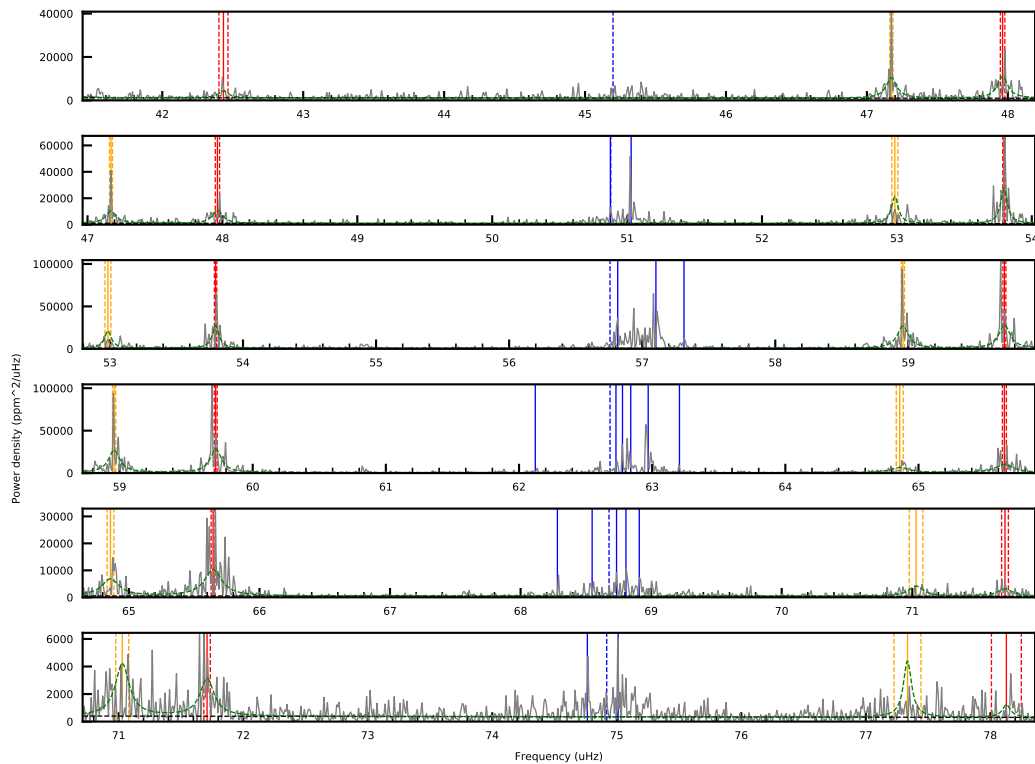 40000
20000
0
42 43 44 45 46 47 48
60000
40000
20000
0
47 48 49 50 51 52 53 54
100000
50000
0
53 54 55 56 57 58 59
100000
50000
0
59 60 61 62 63 64 65
30000
20000
10000
0
65 66 67 68 69 70 71
6000
4000
2000
0
71 72 73 74 75 76 77 78
Power density (ppm^2/uHz)
Frequency (uHz)